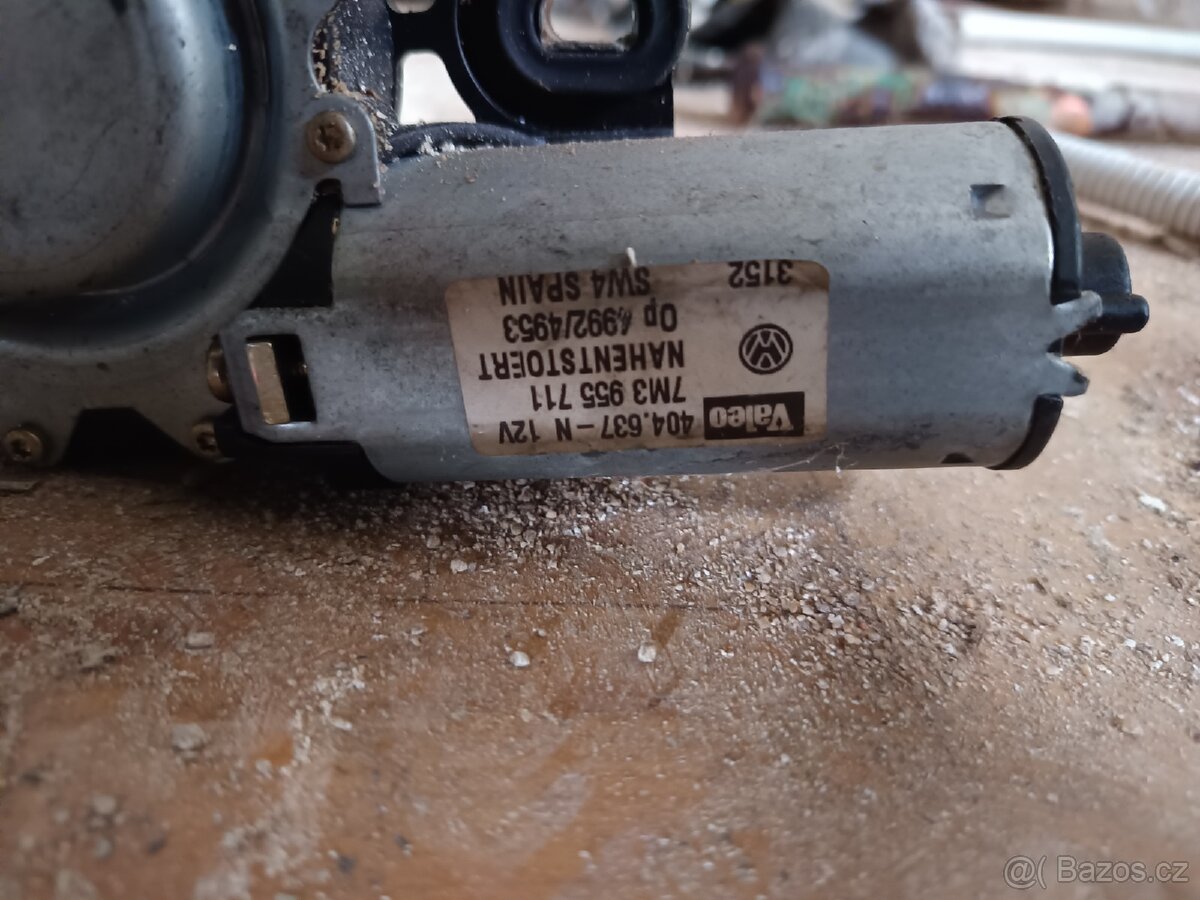 Valeo 404.637-N 12V
7M3 955 711
NAHENTSTOERT
Op 4992/4953
3152 SW4 SPAIN
@( Bazos.cz